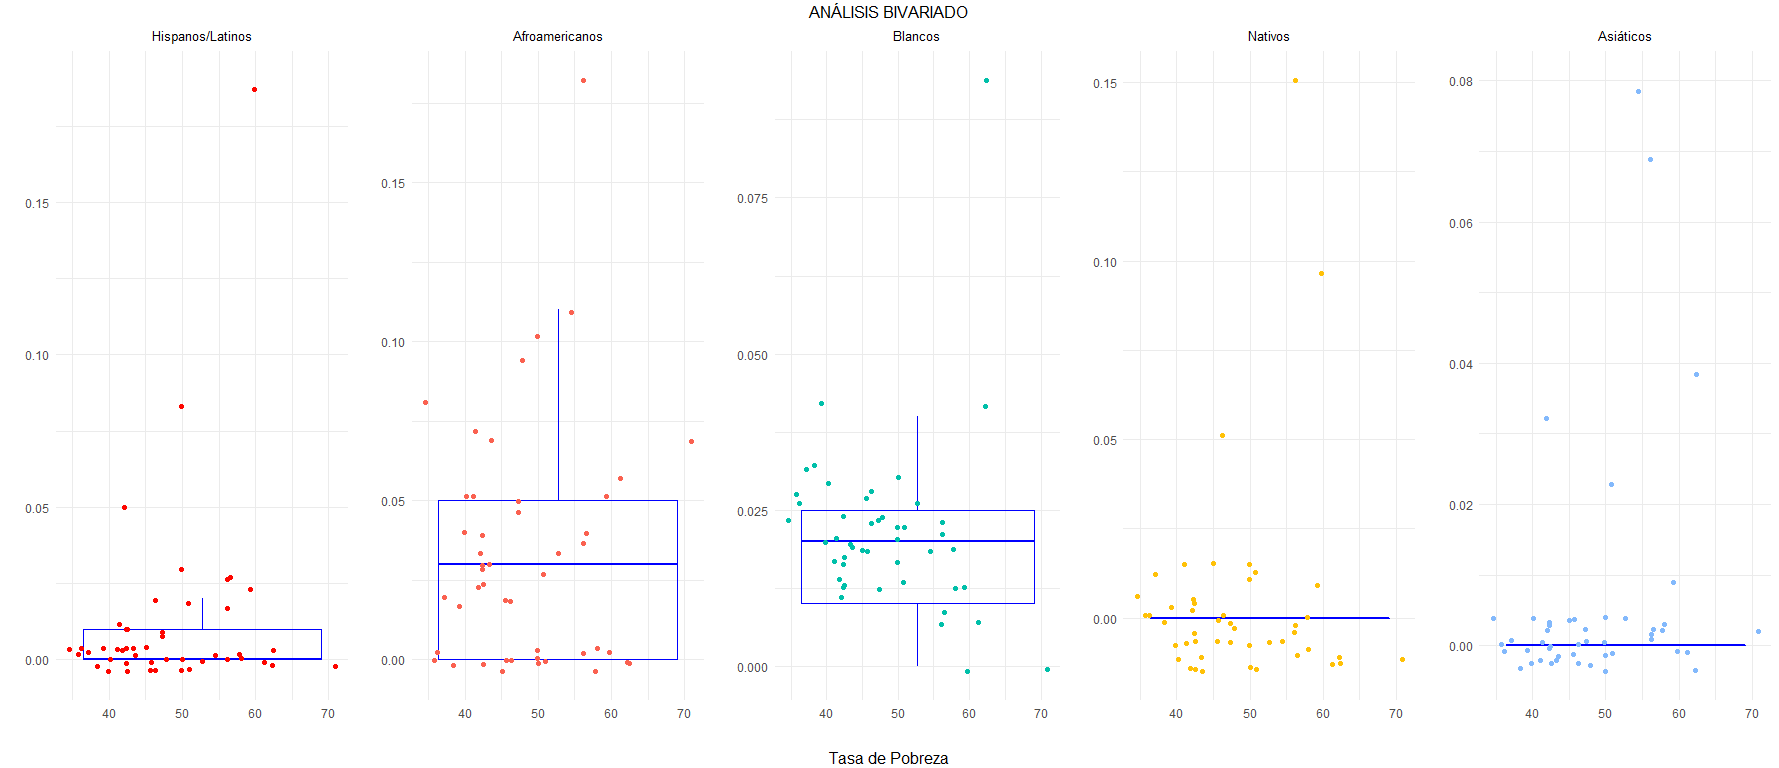 ANÁLISIS BIVARIADO
Hispanos/Latinos
Afroamericanos
Blancos
Nativos
Asiáticos
0.15
0.10
0.05
0.00
40 50 60 70
0.15
0.10
0.05
0.00
40 50 60 70
0.075
0.050
0.025
0.000
40 50 60 70
0.15
0.10
0.05
0.00
40 50 60 70
0.08
0.06
0.04
0.02
0.00
40 50 60 70
Tasa de Pobreza